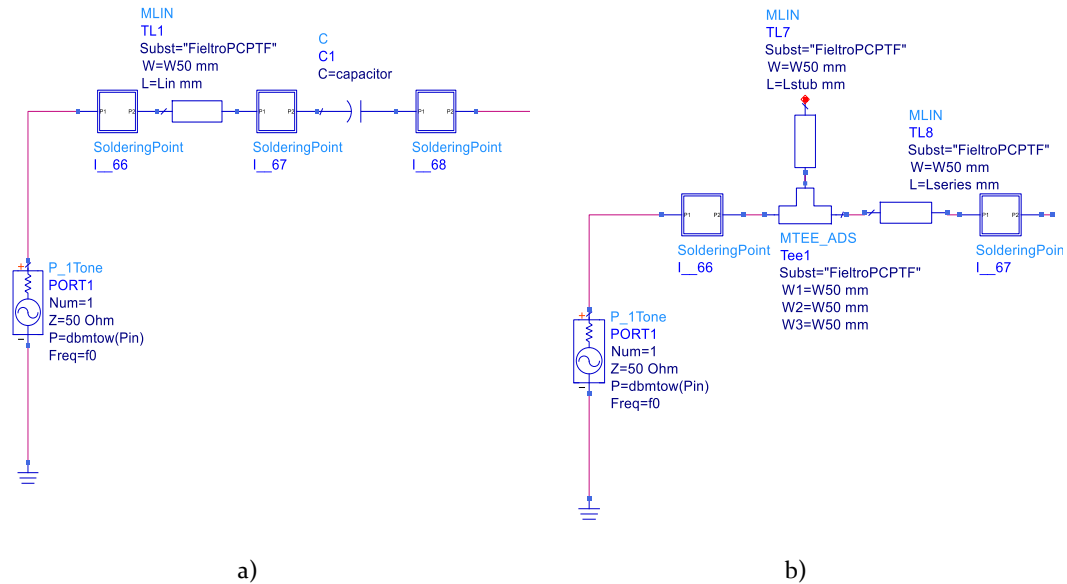 MLIN
TL1
Subst="FieltroPCPTF"
W=W50 mm
L=Lin mm
C
C1
C=capacitor
P1
P2
P1
P2
P1
P2
SolderingPoint
I__66
SolderingPoint
I__67
SolderingPoint
I__68
+
P_1Tone
PORT1
Num=1
Z=50 Ohm
P=dbmtow(Pin)
Freq=f0
-
a)
MLIN
TL7
Subst="FieltroPCPTF"
W=W50 mm
L=Lstub mm
MLIN
TL8
Subst="FieltroPCPTF"
W=W50 mm
L=Lseries mm
P1
P2
P1
P2
SolderingPoint
I__66
MTEE_ADS
Tee1
Subst="FieltroPCPTF"
W1=W50 mm
W2=W50 mm
W3=W50 mm
SolderingPoin
I__67
+
P_1Tone
PORT1
Num=1
Z=50 Ohm
P=dbmtow(Pin)
Freq=f0
-
b)